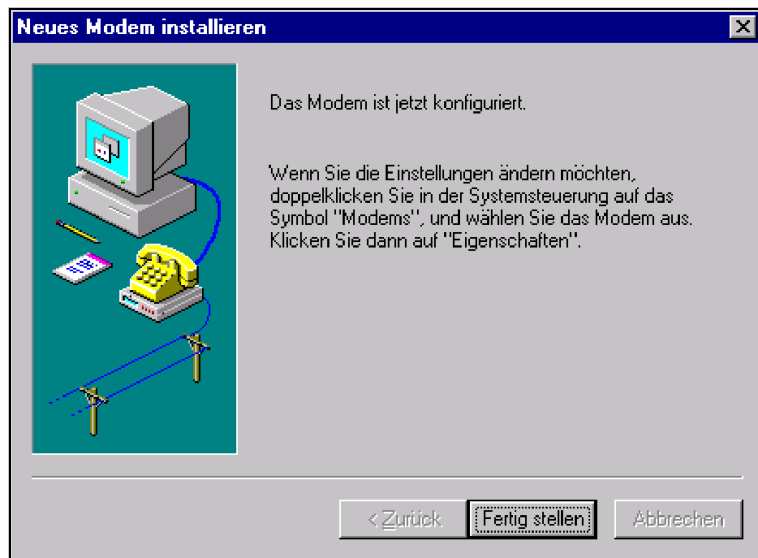 Neues Modem installieren
Das Modem ist jetzt konfiguriert.
Wenn Sie die Einstellungen ändern möchten,
doppelklicken Sie in der Systemsteuerung auf das
Symbol "Modems", und wählen Sie das Modem aus.
Klicken Sie dann auf "Eigenschaften".
< Zurück
Fertig stellen
Abbrechen